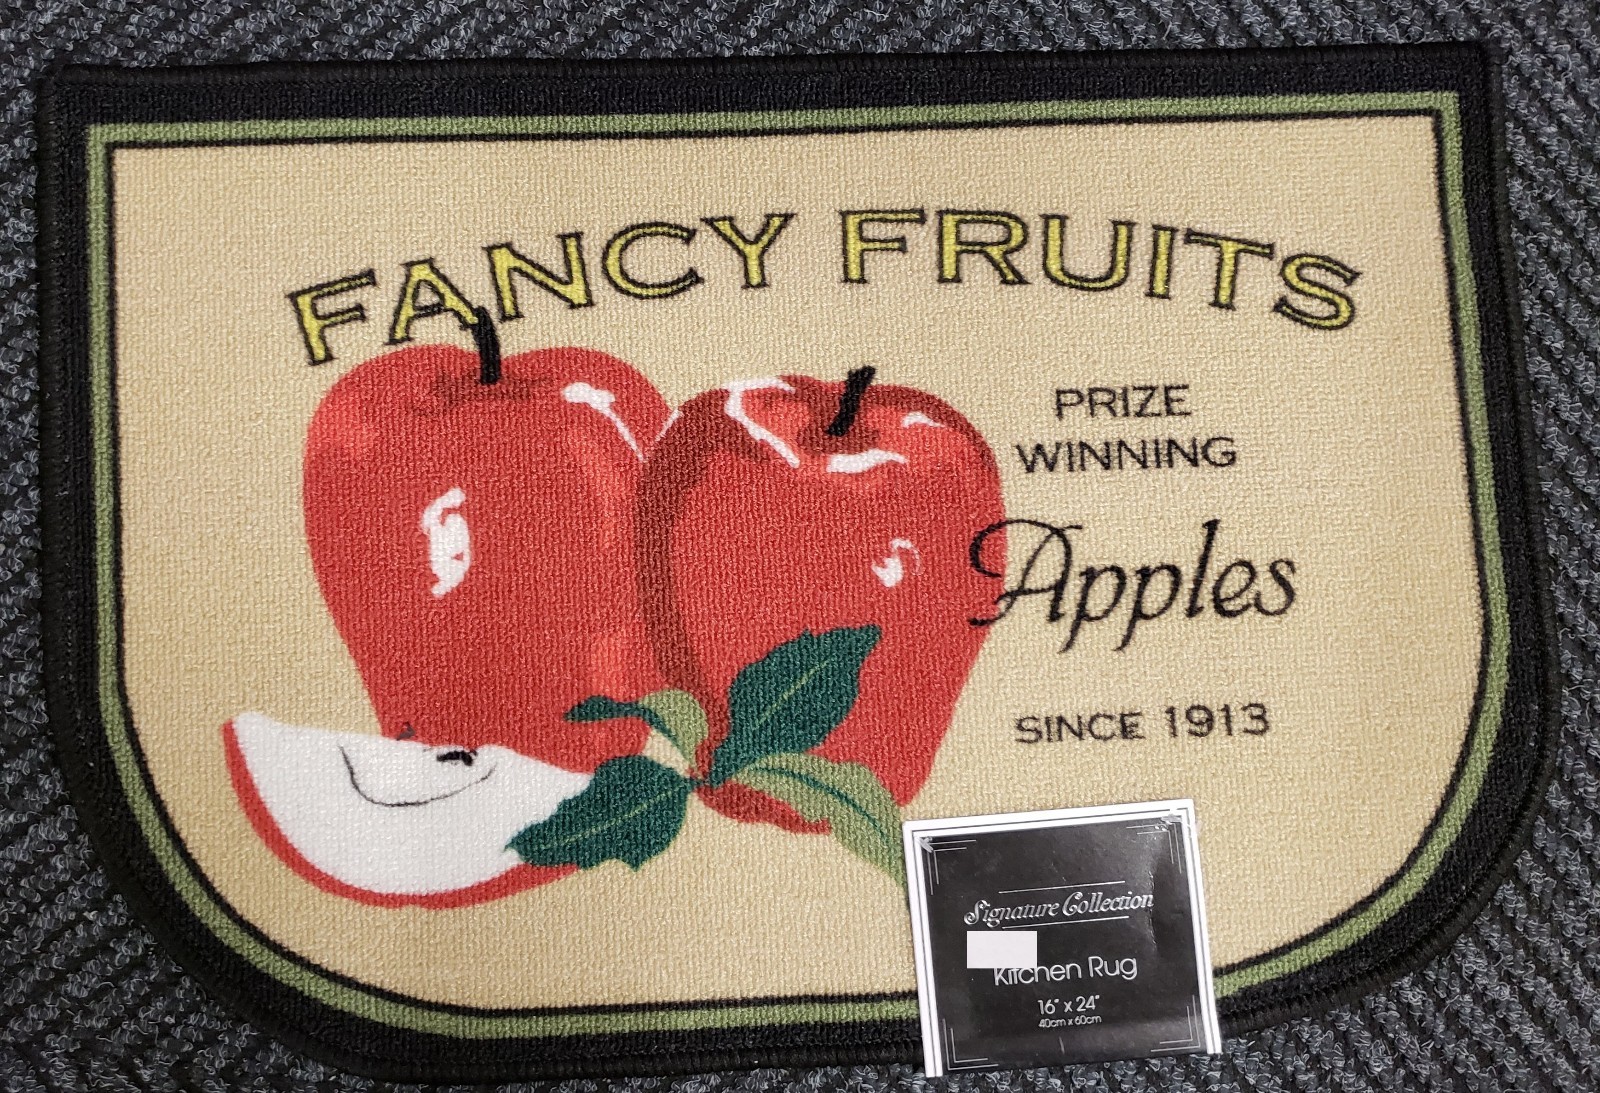 FANCY FRUITS
PRIZE
WINNING
Apples
SINCE 1913
Signature Collection
Kitchen Rug
16" x 24"
40cm x 60cm